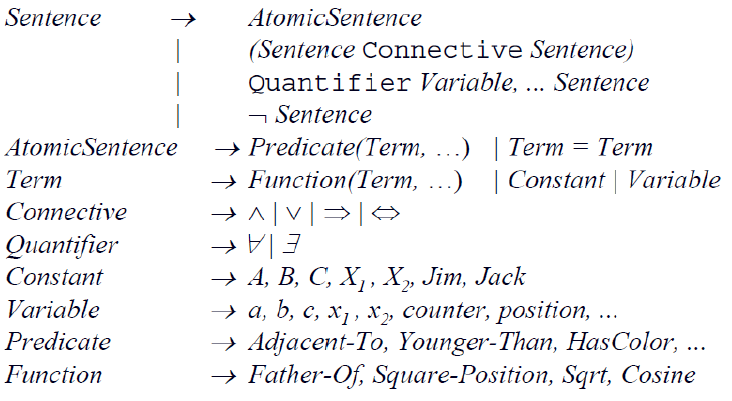 Sentence → AtomicSentence
| (Sentence Connective Sentence)
| Quantifier Variable, ... Sentence
| ¬ Sentence
AtomicSentence → Predicate(Term, …) | Term = Term
Term → Function(Term, …) | Constant | Variable
Connective → ∧ | ∨ | ⇒ | ⇔
Quantifier → ∀ | ∃
Constant → A, B, C, X₁, X₂, Jim, Jack
Variable → a, b, c, x₁, x₂, counter, position, ...
Predicate → Adjacent-To, Younger-Than, HasColor, ...
Function → Father-Of, Square-Position, Sqrt, Cosine